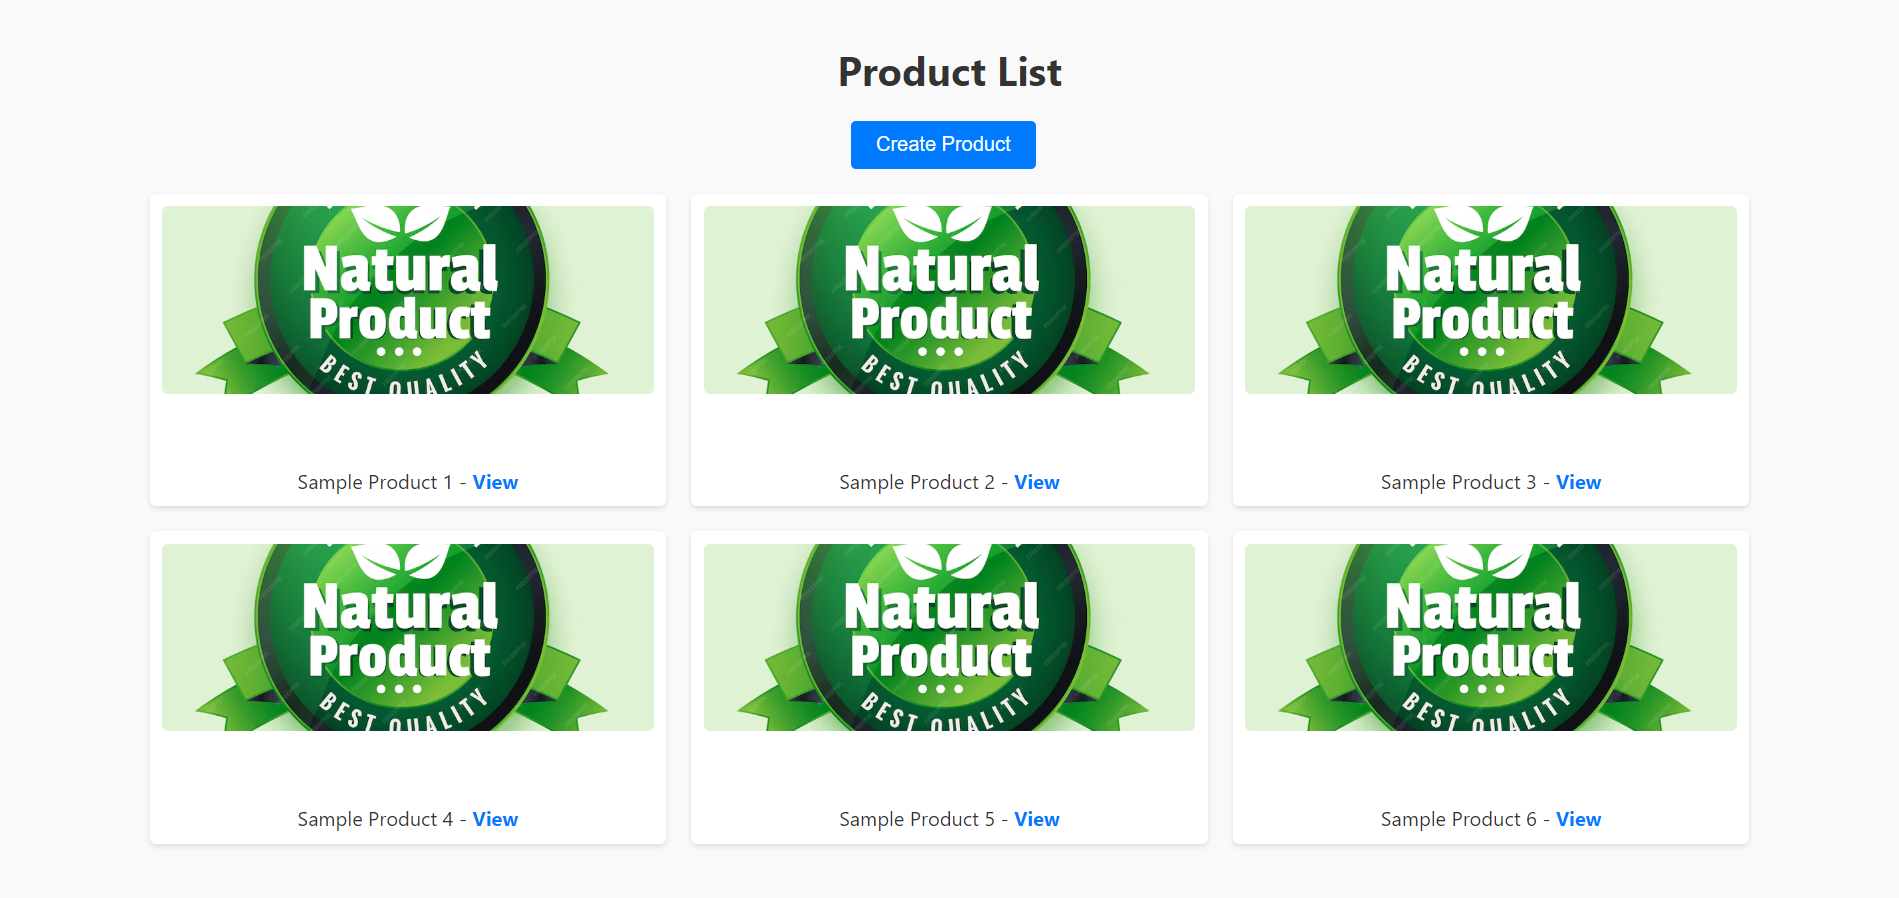 Product List
Create Product
Natural
Product
BEST QUALITY
Natural
Product
BEST QUALITY
Natural
Product
BEST QUALITY
Sample Product 1 - View
Sample Product 2 - View
Sample Product 3 - View
Natural
Product
BEST QUALITY
Natural
Product
BEST QUALITY
Natural
Product
BEST QUALITY
Sample Product 4 - View
Sample Product 5 - View
Sample Product 6 - View